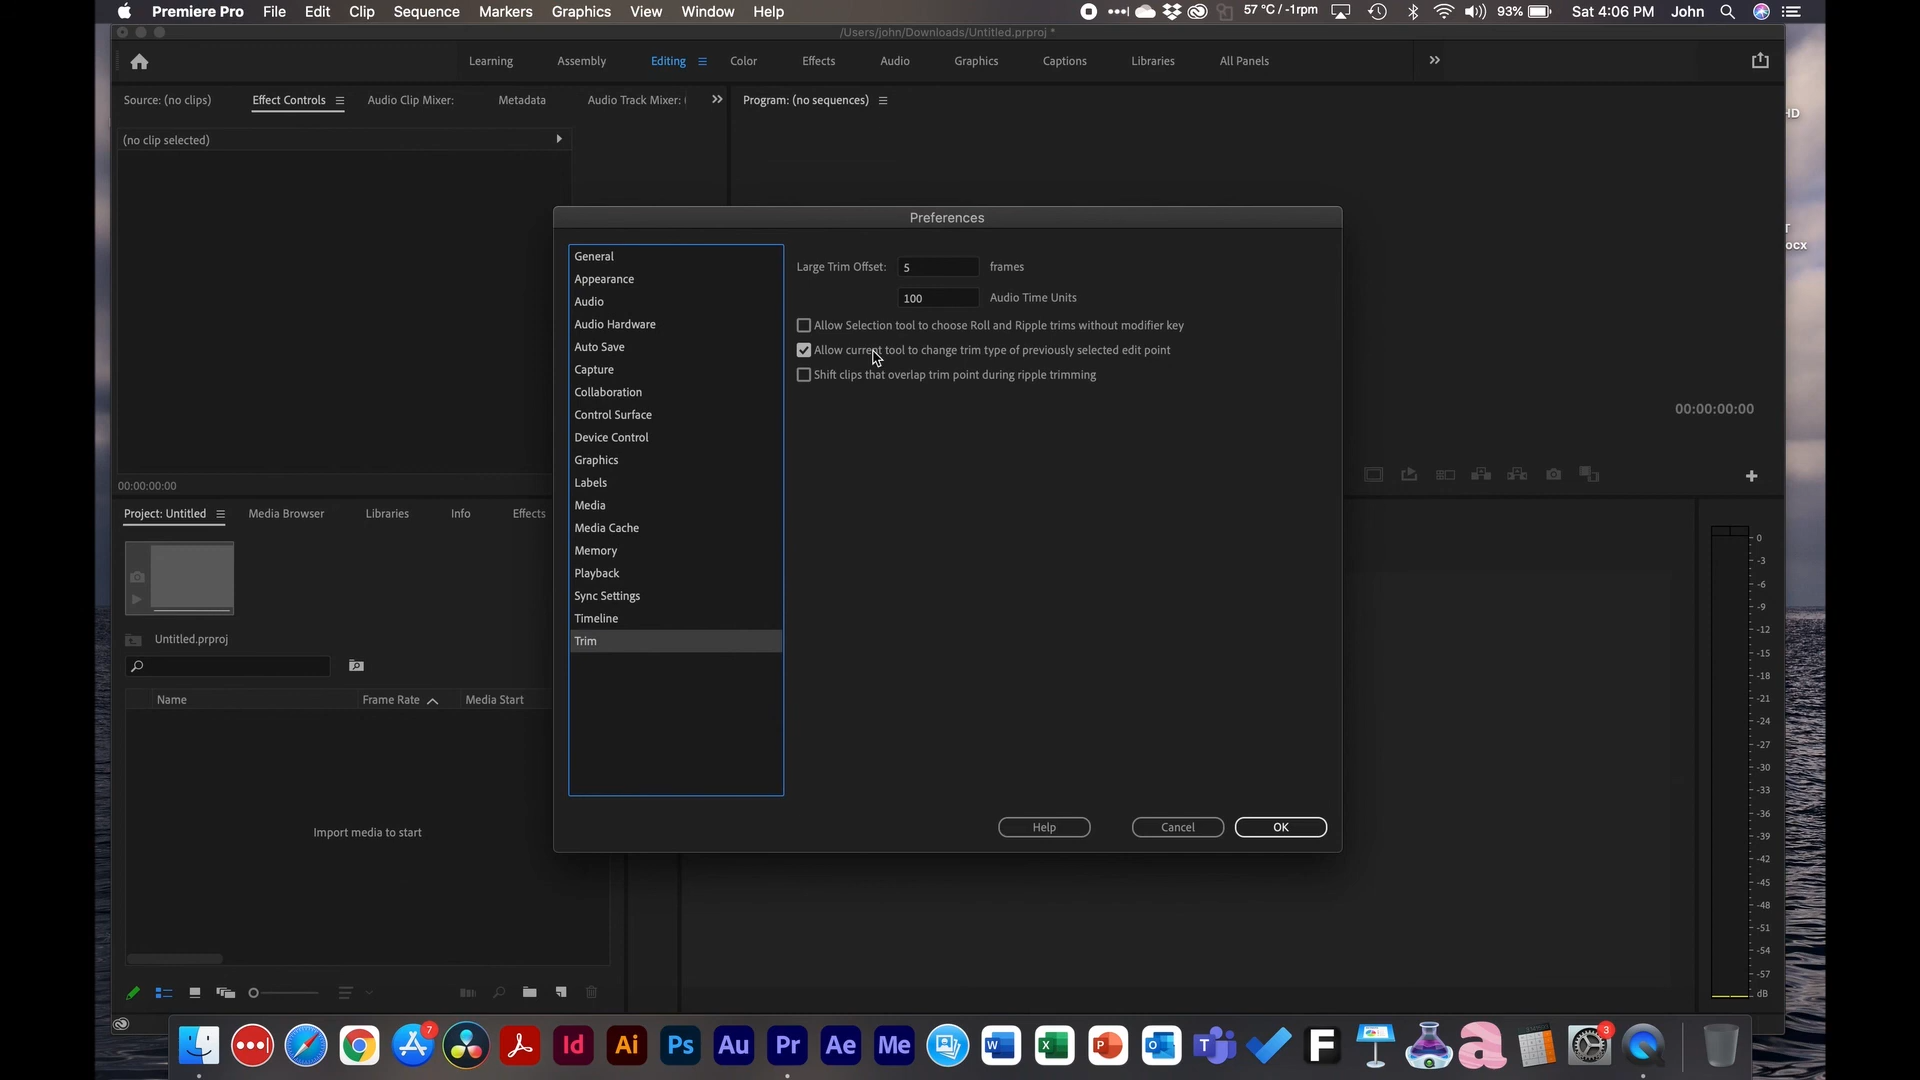 Premiere Pro File Edit Clip Sequence Markers Graphics View Window Help 57 °C / -1rpm 93% Sat 4:06 PM John
/Users/john/Downloads/Untitled.prproj *
Learning Assembly Editing Color Effects Audio Graphics Captions Libraries All Panels
Source: (no clips) Effect Controls Audio Clip Mixer: Metadata Audio Track Mixer: (
Program: (no sequences)
HD
(no clip selected)
Preferences
General
Appearance
Audio
Audio Hardware
Auto Save
Capture
Collaboration
Control Surface
Device Control
Graphics
Labels
Media
Media Cache
Memory
Playback
Sync Settings
Timeline
Trim
Large Trim Offset: 5 frames
100 Audio Time Units
Allow Selection tool to choose Roll and Ripple trims without modifier key
Allow current tool to change trim type of previously selected edit point
Shift clips that overlap trim point during ripple trimming
Help Cancel OK
T
ocx
00:00:00:00
00:00:00:00
Project: Untitled Media Browser Libraries Info Effects
Untitled.prproj
Name Frame Rate Media Start
Import media to start
0
-3
-6
-9
-12
-15
-18
-21
-24
-27
-30
-33
-36
-39
-42
-45
-48
-51
-54
-57
dB
7 Id Ai Ps Au Pr Ae Me W X P O T F a 3